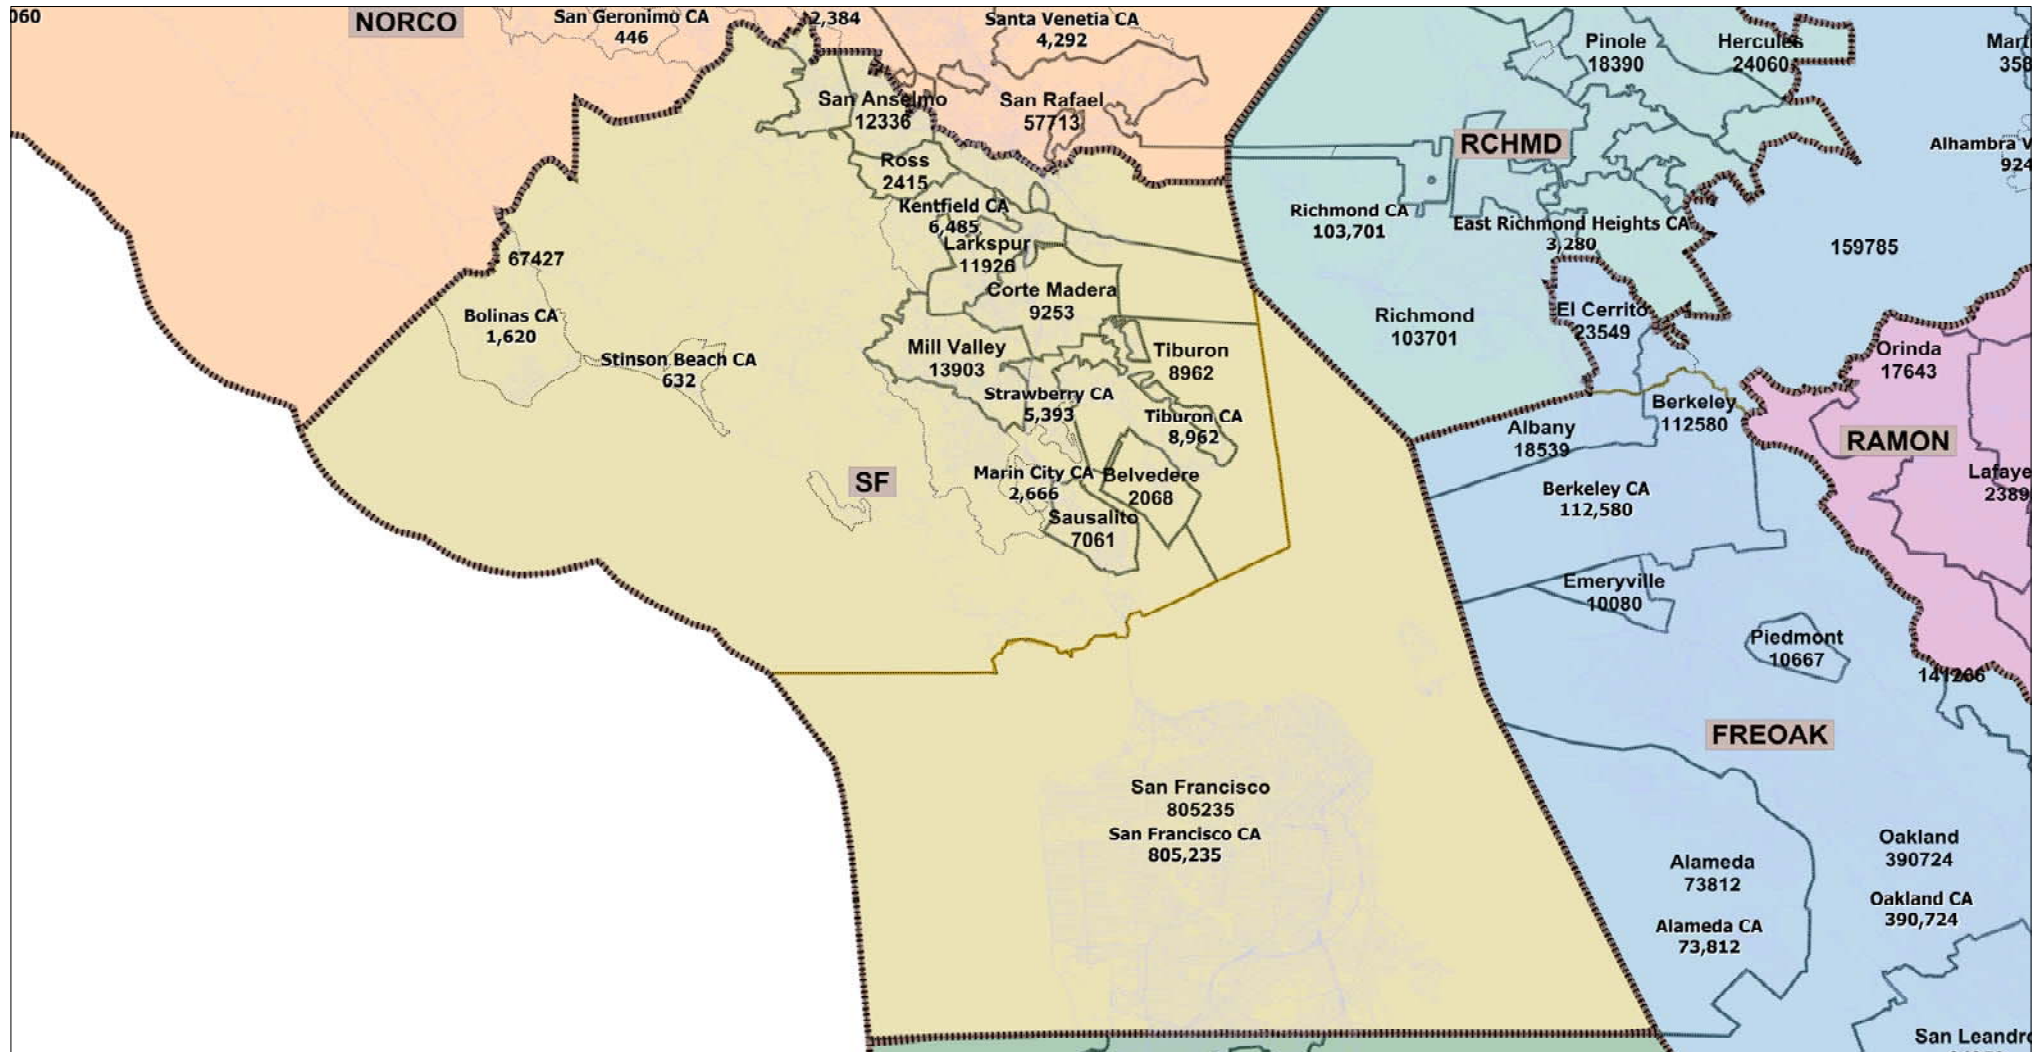 060
NORCO
San Geronimo CA
446
2,384
Santa Venetia CA
4,292
Pinole
18390
Hercules
24060
San Anselmo
12336
San Rafael
57713
RCHMD
Ross
2415
Kentfield CA
6,485
Larkspur
11926
Richmond CA
103,701
East Richmond Heights CA
3,280
159785
67427
Bolinas CA
1,620
Corte Madera
9253
Richmond
103701
El Cerrito
23549
Stinson Beach CA
632
Mill Valley
13903
Tiburon
8962
Orinda
17643
Strawberry CA
5,393
Tiburon CA
8,962
Albany
18539
Berkeley
112580
RAMON
SF
Marin City CA
2,666
Belvedere
2068
Berkeley CA
112,580
Sausalito
7061
Emeryville
10080
Piedmont
10667
141266
FREOAK
San Francisco
805235
San Francisco CA
805,235
Alameda
73812
Oakland
390724
Alameda CA
73,812
Oakland CA
390,724
Alhambra V
924
Mart
358
Lafaye
2389
San Leandro